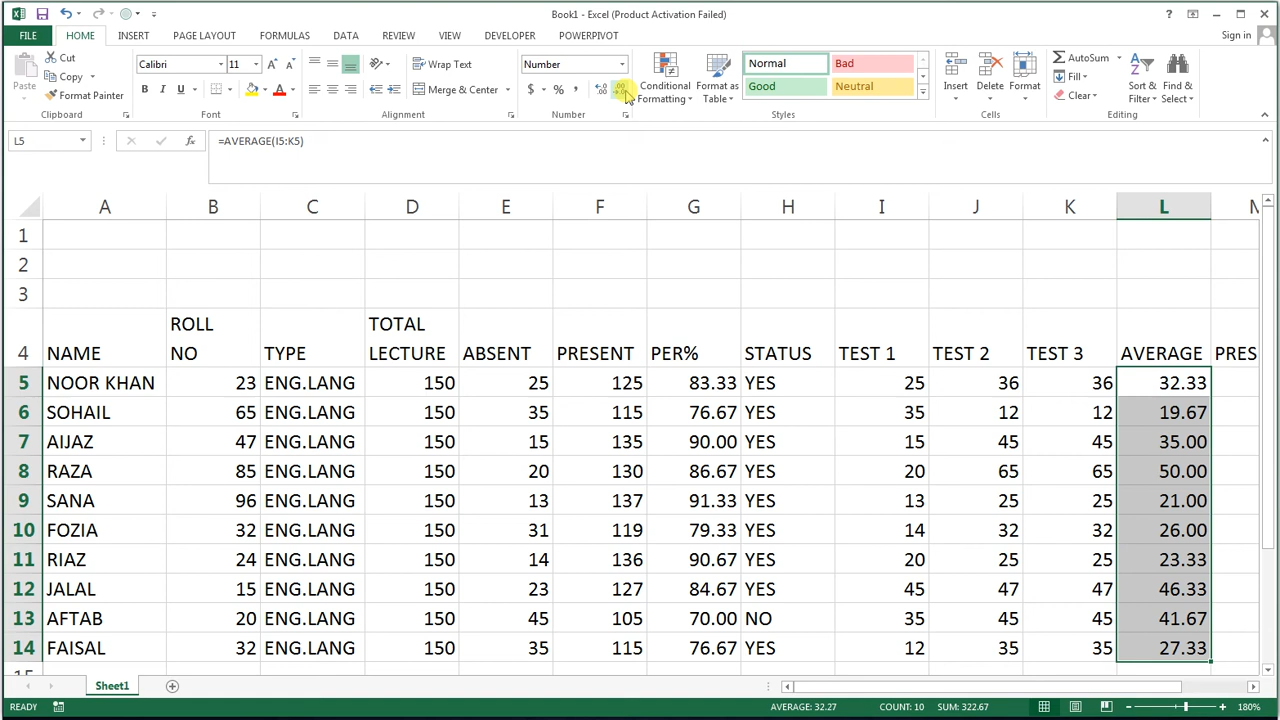 Book1 - Excel (Product Activation Failed)
FILE HOME INSERT PAGE LAYOUT FORMULAS DATA REVIEW VIEW DEVELOPER POWERPIVOT Sign in
Paste Cut Copy Format Painter Clipboard
Calibri 11 B I U A A Font
Wrap Text Merge & Center Alignment
Number $ % , Number
Conditional Formatting Format as Table Normal Bad Good Neutral Styles
Insert Delete Format Cells
AutoSum Fill Clear Sort & Filter Find & Select Editing
L5 fx =AVERAGE(I5:K5)
A B C D E F G H I J K L M
1
2
3
4 NAME ROLL NO TYPE TOTAL LECTURE ABSENT PRESENT PER% STATUS TEST 1 TEST 2 TEST 3 AVERAGE PRES
5 NOOR KHAN 23 ENG.LANG 150 25 125 83.33 YES 25 36 36 32.33
6 SOHAIL 65 ENG.LANG 150 35 115 76.67 YES 35 12 12 19.67
7 AIJAZ 47 ENG.LANG 150 15 135 90.00 YES 15 45 45 35.00
8 RAZA 85 ENG.LANG 150 20 130 86.67 YES 20 65 65 50.00
9 SANA 96 ENG.LANG 150 13 137 91.33 YES 13 25 25 21.00
10 FOZIA 32 ENG.LANG 150 31 119 79.33 YES 14 32 32 26.00
11 RIAZ 24 ENG.LANG 150 14 136 90.67 YES 20 25 25 23.33
12 JALAL 15 ENG.LANG 150 23 127 84.67 YES 45 47 47 46.33
13 AFTAB 20 ENG.LANG 150 45 105 70.00 NO 35 45 45 41.67
14 FAISAL 32 ENG.LANG 150 35 115 76.67 YES 12 35 35 27.33
15
Sheet1
READY AVERAGE: 32.27 COUNT: 10 SUM: 322.67 180%